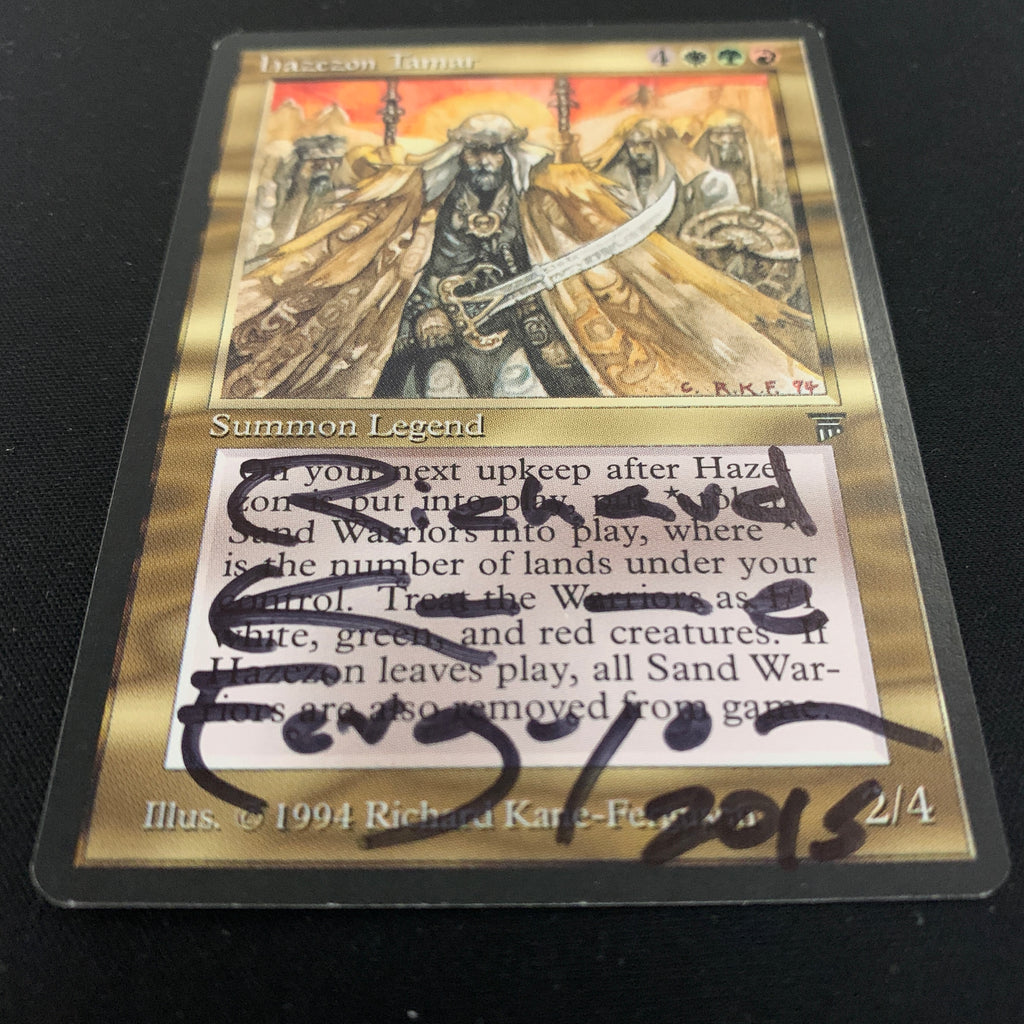 Hazezon Tamar 4
C. R.K.F. 94
Summon Legend
On your next upkeep after Haze-
zon is put into play, put * token
Sand Warriors into play, where *
is the number of lands under your
control. Treat the Warriors as 1/1
white, green, and red creatures. If
Hazezon leaves play, all Sand War-
riors are also removed from game.
Richard
K—e
Ferguson
Illus. © 1994 Richard Kane-Ferguson 2/4
2015